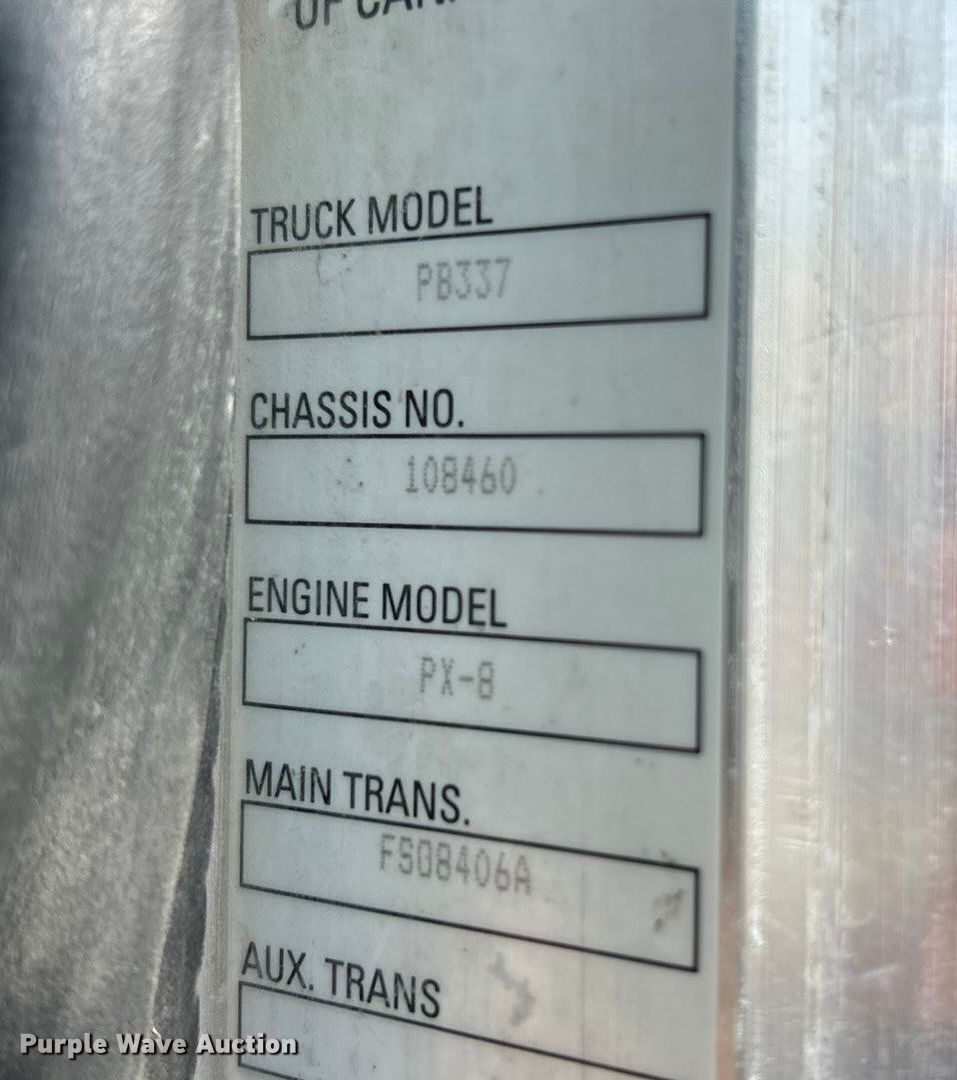 TRUCK MODEL
PB337
CHASSIS NO.
108460
ENGINE MODEL
PX-8
MAIN TRANS.
FS08406A
AUX. TRANS
Purple Wave Auction